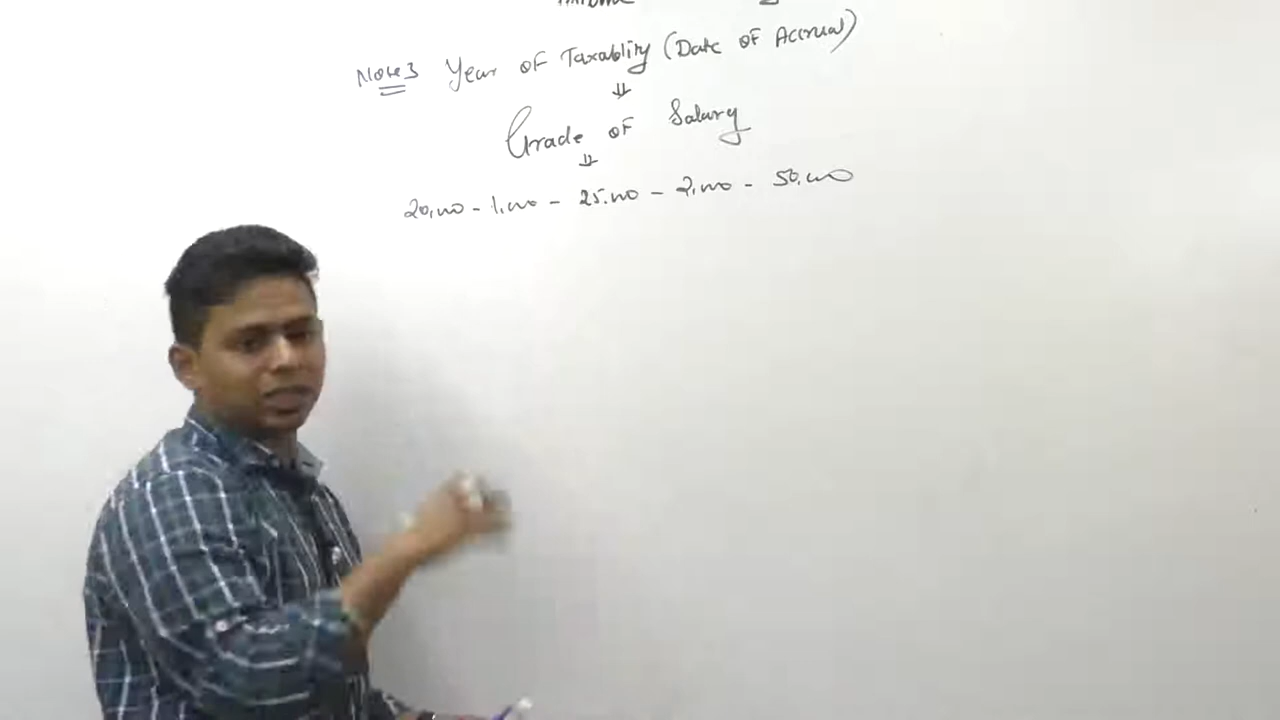 Note 3 Year of Taxablity (Date of Accrual)
⇓
Grade of Salary
⇓
20,000 - 1,000 - 25,000 - 2,000 - 50,000